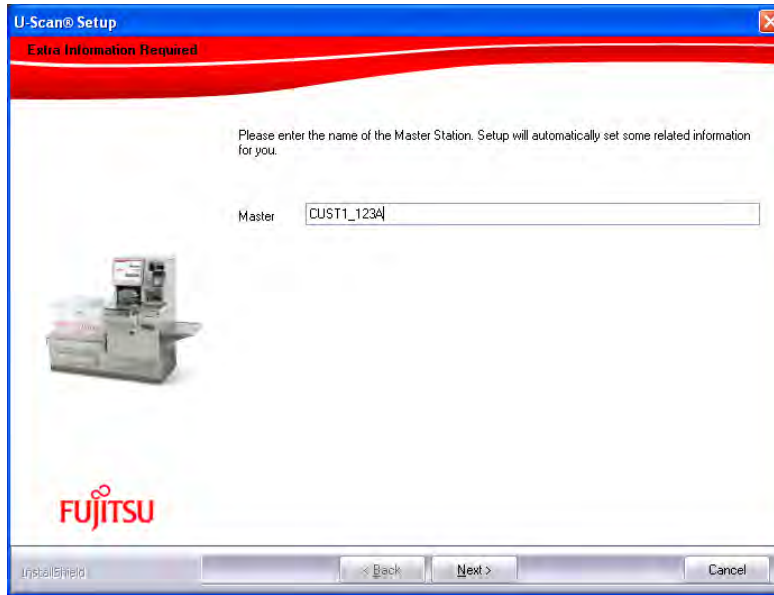 U-Scan® Setup
Extra Information Required
Please enter the name of the Master Station. Setup will automatically set some related information
for you.
Master CUST1_123A
FUJITSU
InstallShield
< Back Next > Cancel